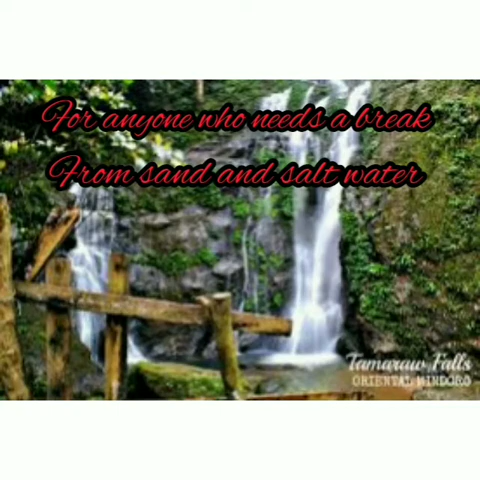 For anyone who needs a break
From sand and salt water
Tamaraw Falls
ORIENTAL MINDORO